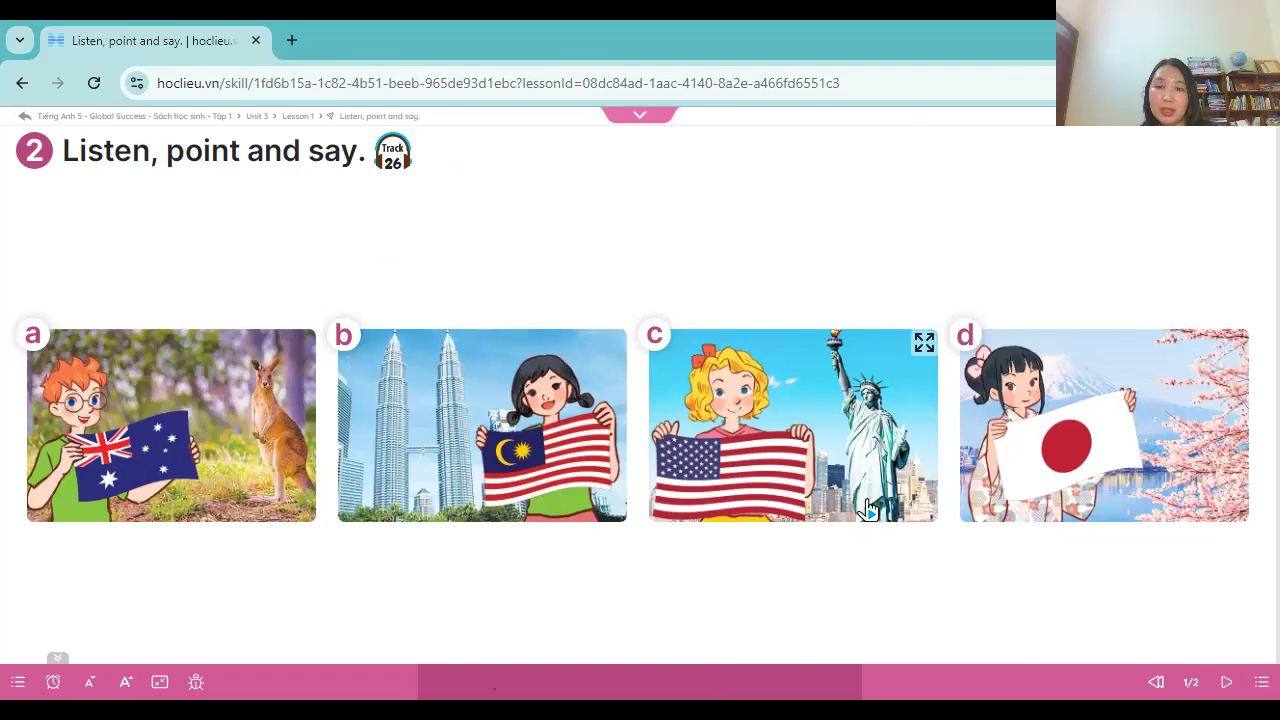 Listen, point and say. | hoclieu.v
hoclieu.vn/skill/1fd6b15a-1c82-4b51-beeb-965de93d1ebc?lessonId=08dc84ad-1aac-4140-8a2e-a466fd6551c3
Tiếng Anh 5 - Global Success - Sách học sinh - Tập 1 > Unit 3 > Lesson 1 > Listen, point and say.
2 Listen, point and say. Track 26
a b c d
A A 1/2